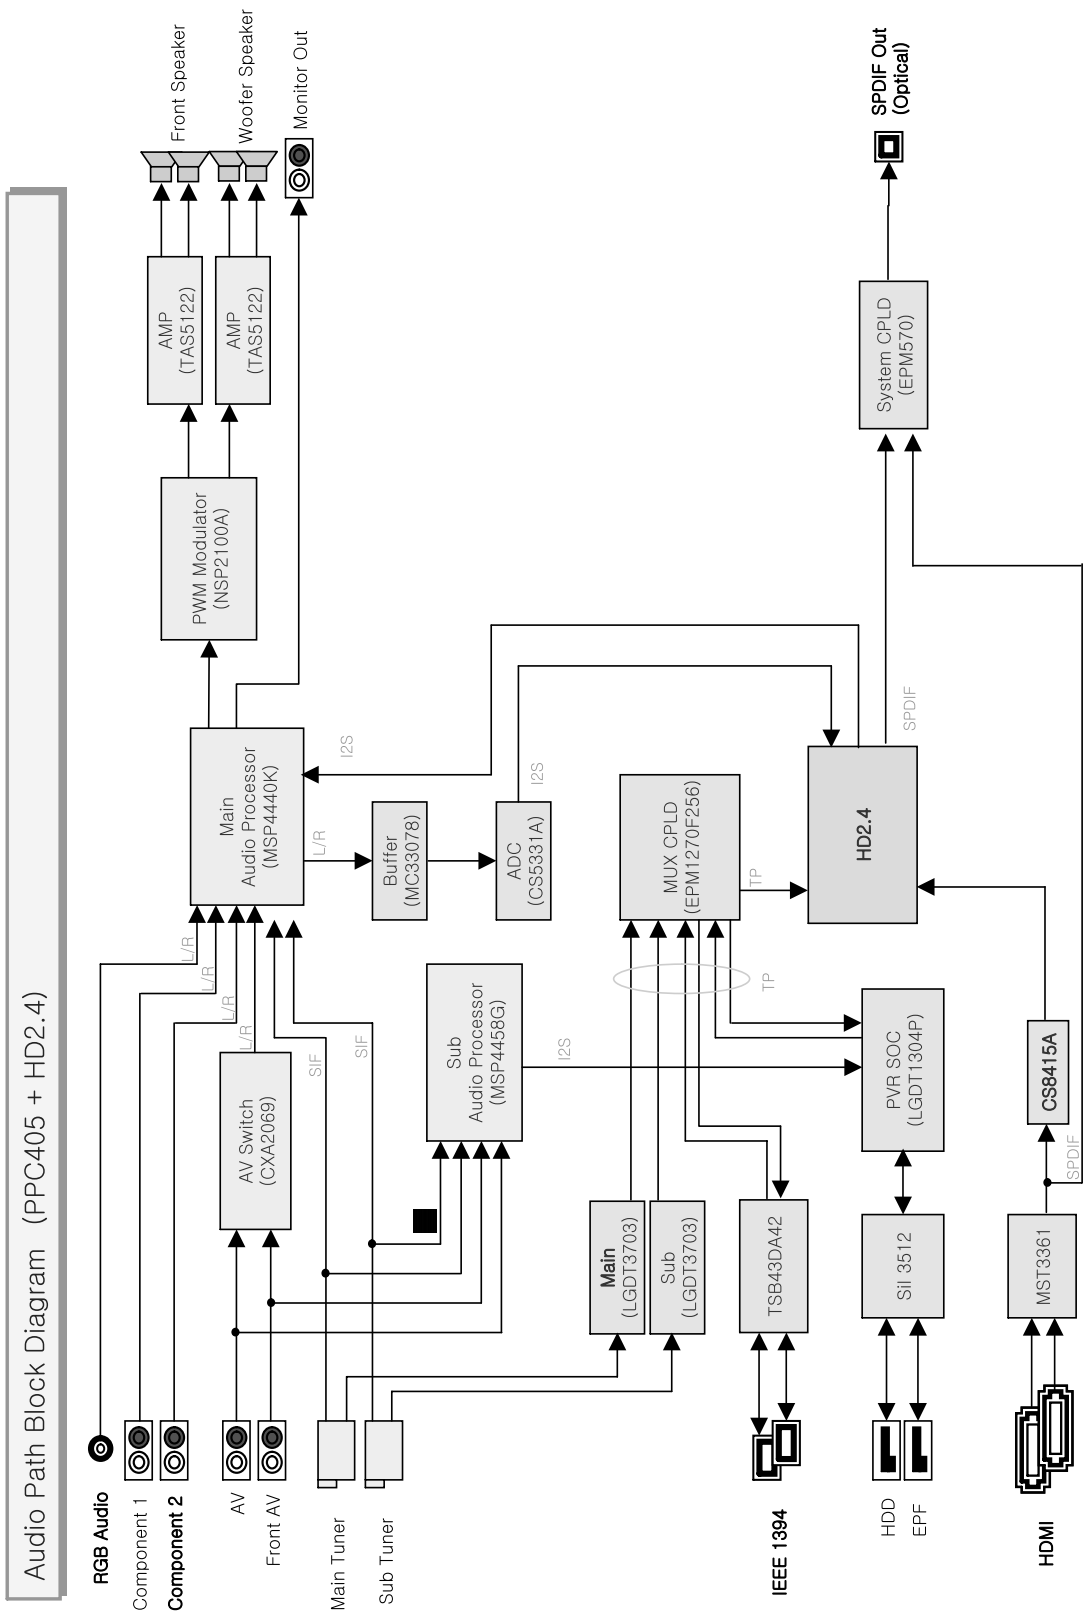 Audio Path Block Diagram (PPC405 + HD2.4)
RGB Audio
Component 1
Component 2
AV
Front AV
Main Tuner
Sub Tuner
IEEE 1394
HDD
EPF
HDMI
AV Switch
(CXA2069)
L/R
L/R
L/R
L/R
SIF
SIF
Main
Audio Processor
(MSP4440K)
I2S
L/R
Buffer
(MC33078)
ADC
(CS5331A)
I2S
Sub
Audio Processor
(MSP4458G)
I2S
PWM Modulator
(NSP2100A)
AMP
(TAS5122)
AMP
(TAS5122)
Front Speaker
Woofer Speaker
Monitor Out
Main
(LGDT3703)
Sub
(LGDT3703)
TSB43DA42
SiI 3512
MST3361
MUX CPLD
(EPM1270F256)
TP
TP
PVR SOC
(LGDT1304P)
CS8415A
SPDIF
HD2.4
SPDIF
System CPLD
(EPM570)
SPDIF Out
(Optical)